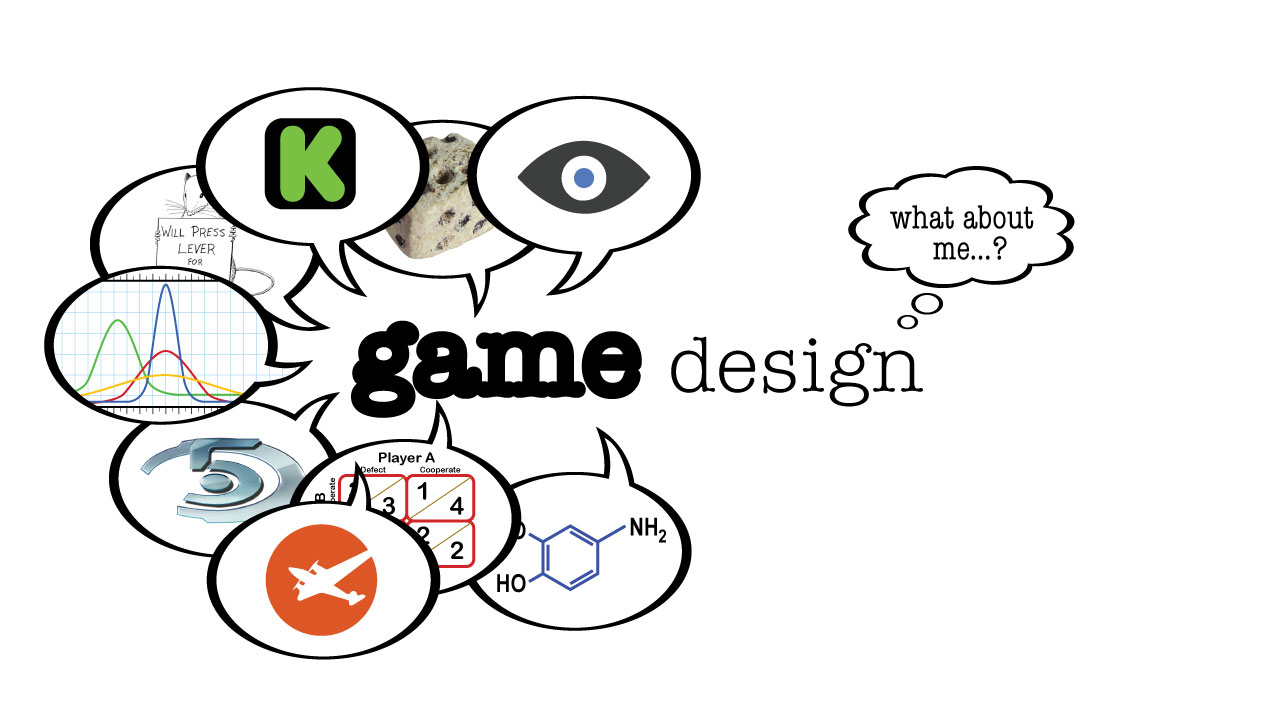 K
WILL PRESS
LEVER
FOR
what about
me...?
game design
5
Player A
Defect Cooperate
3
1
4
2
2
NH2
HO